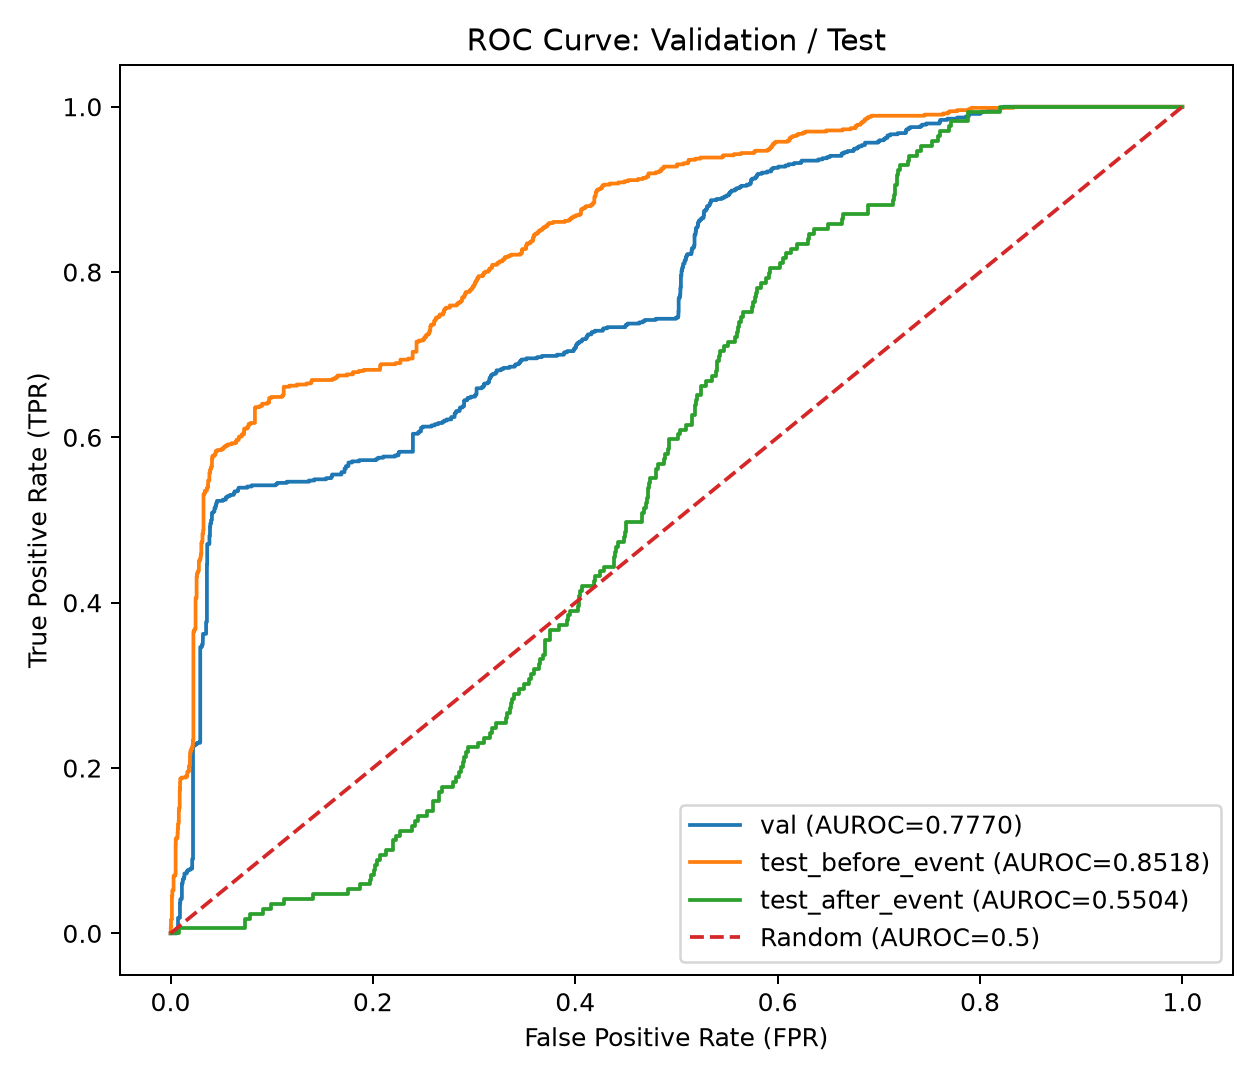 ROC Curve: Validation / Test
True Positive Rate (TPR)
1.0
0.8
0.6
0.4
0.2
0.0
val (AUROC=0.7770)
test_before_event (AUROC=0.8518)
test_after_event (AUROC=0.5504)
Random (AUROC=0.5)
0.0 0.2 0.4 0.6 0.8 1.0
False Positive Rate (FPR)